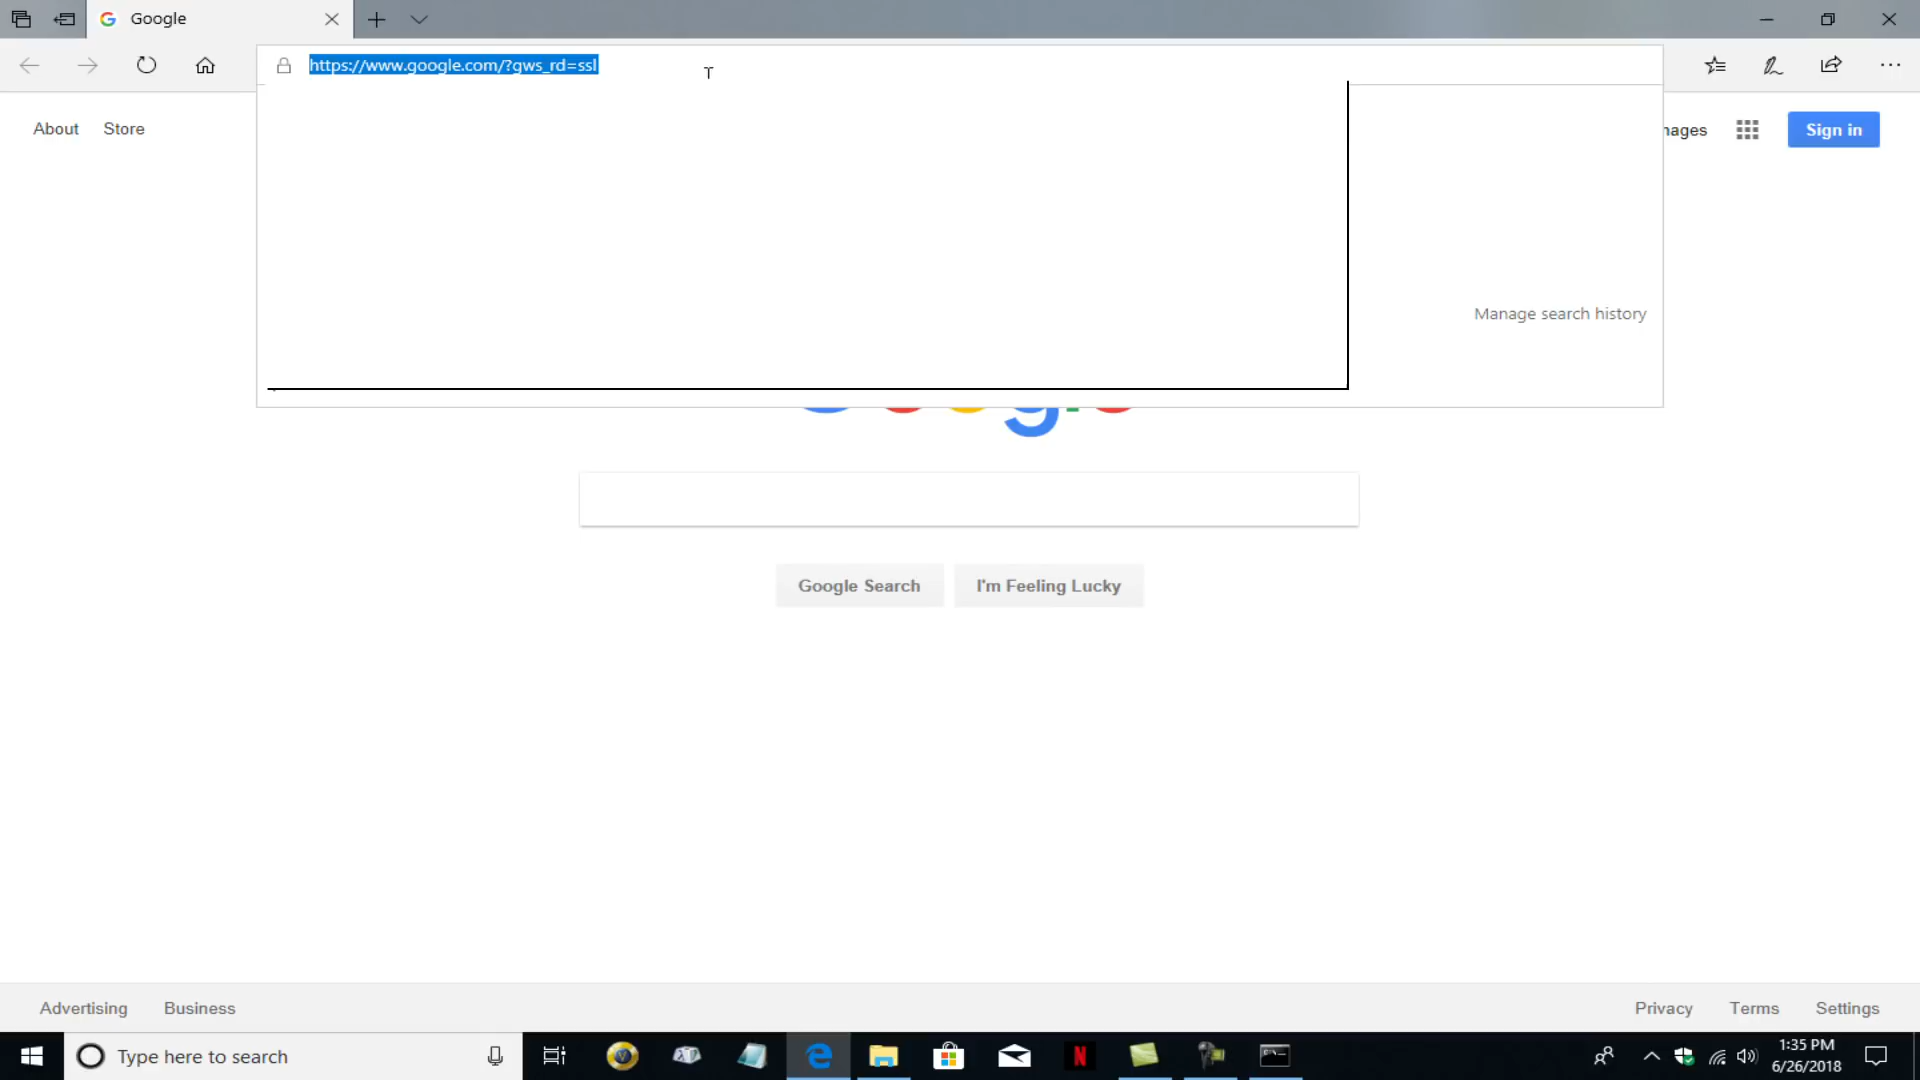 Google
https://www.google.com/?gws_rd=ssl
About Store
Sign in
Manage search history
Google Search I'm Feeling Lucky
Advertising Business Privacy Terms Settings
Type here to search
N
1:35 PM
6/26/2018